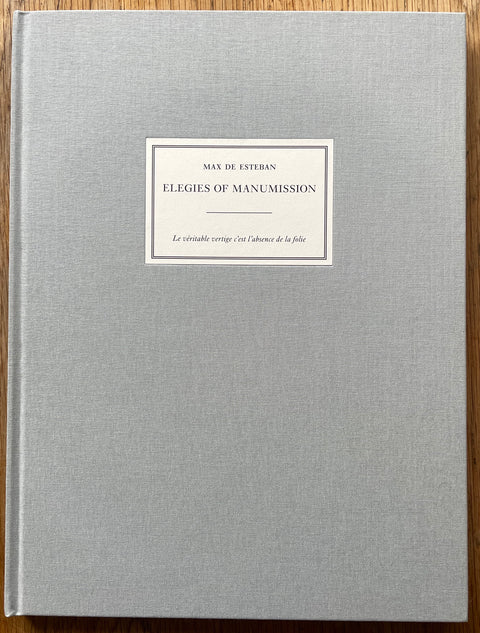 MAX DE ESTEBAN
ELEGIES OF MANUMISSION
Le véritable vertige c'est l'absence de la folie